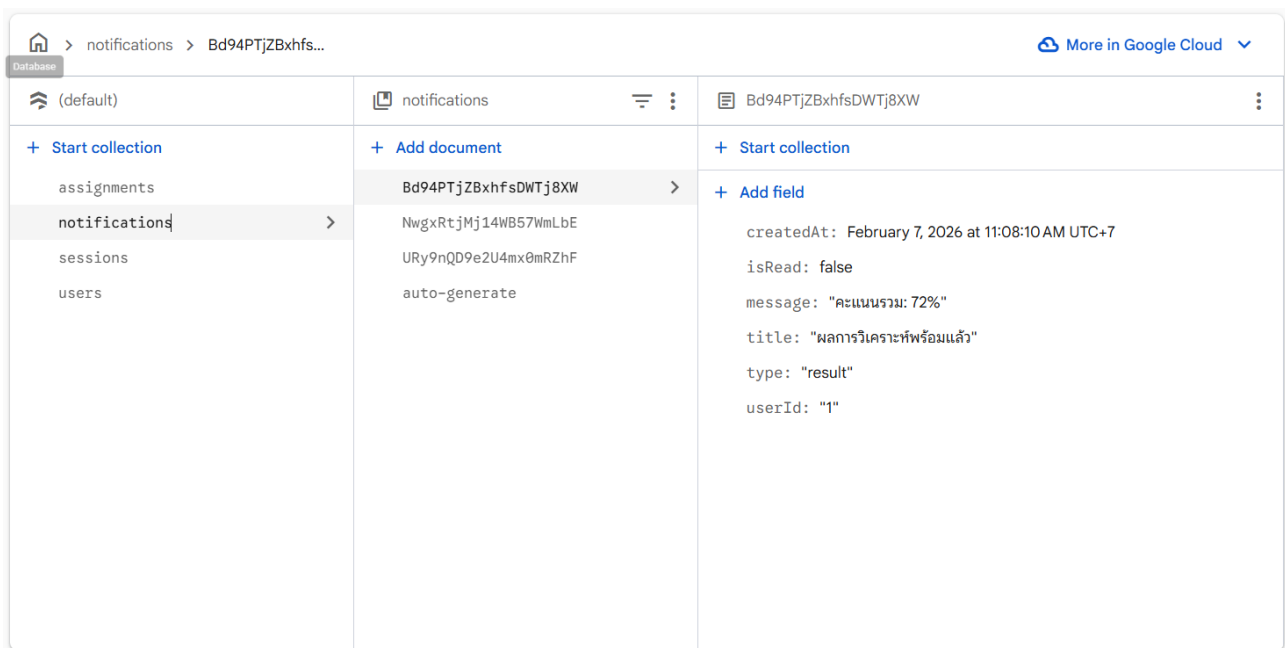 notifications > Bd94PTjZBxhfs...
More in Google Cloud
Database
(default)
notifications
Bd94PTjZBxhfsDWTj8XW
+ Start collection
+ Add document
+ Start collection
assignments
notifications
sessions
users
Bd94PTjZBxhfsDWTj8XW
NwgxRtjMj14WB57WmLbE
URy9nQD9e2U4mx0mRZhF
auto-generate
+ Add field
createdAt: February 7, 2026 at 11:08:10 AM UTC+7
isRead: false
message: "คะแนนรวม: 72%"
title: "ผลการวิเคราะห์พร้อมแล้ว"
type: "result"
userId: "1"